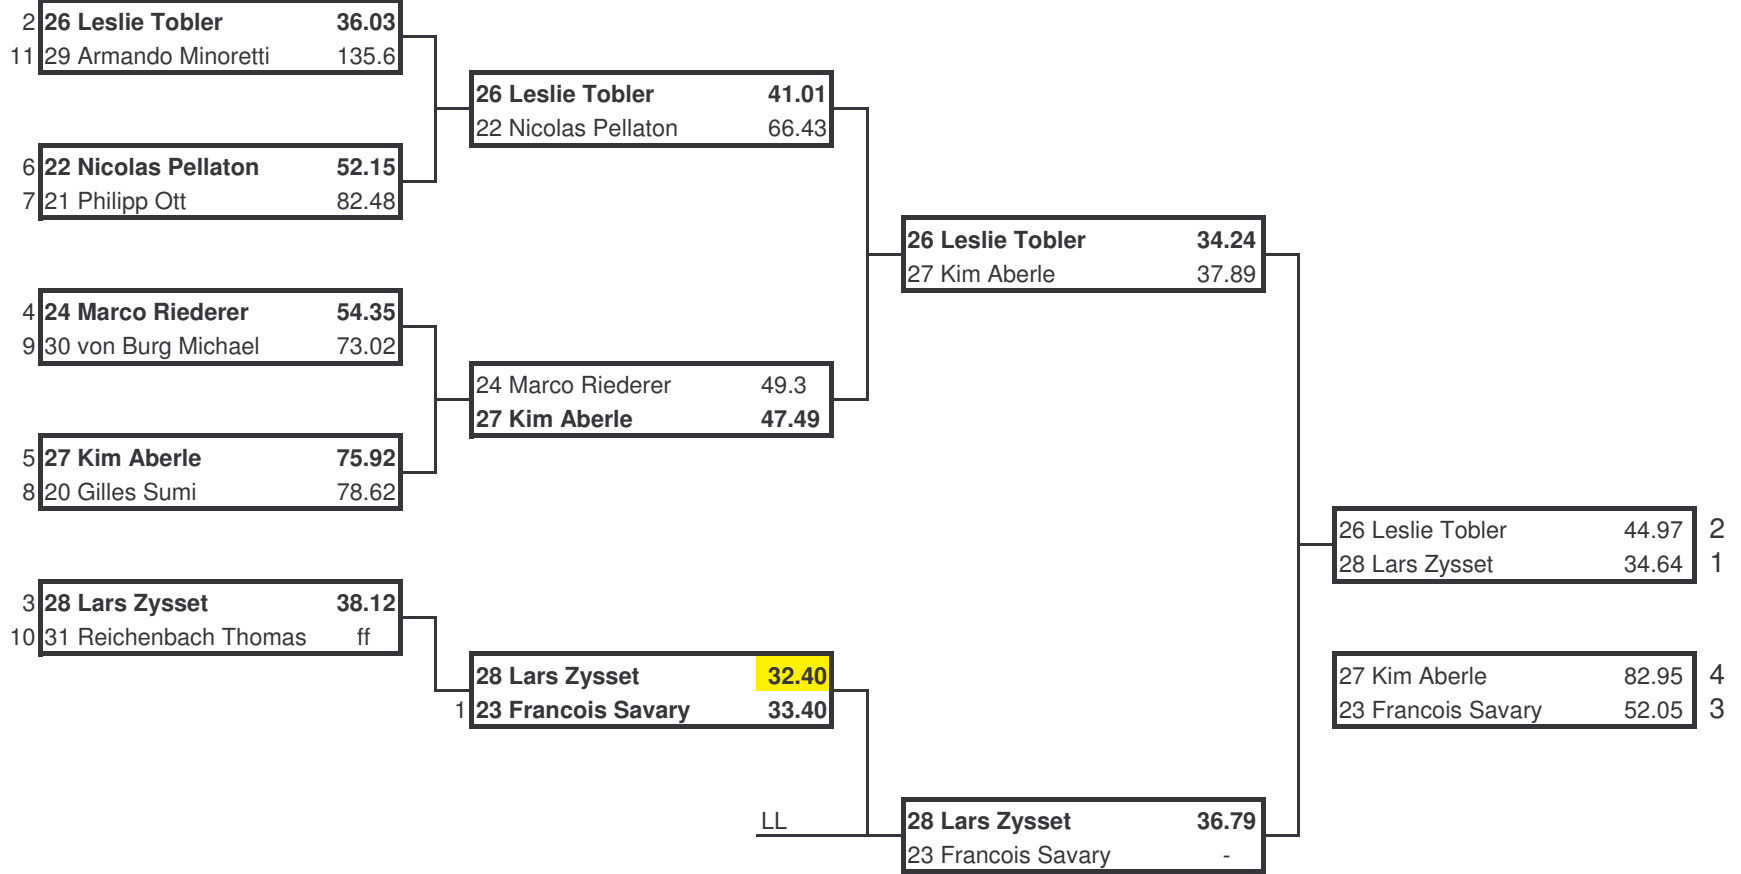 2 26 Leslie Tobler 36.03
11 29 Armando Minoretti 135.6
6 22 Nicolas Pellaton 52.15
7 21 Philipp Ott 82.48
4 24 Marco Riederer 54.35
9 30 von Burg Michael 73.02
5 27 Kim Aberle 75.92
8 20 Gilles Sumi 78.62
3 28 Lars Zysset 38.12
10 31 Reichenbach Thomas ff
26 Leslie Tobler 41.01
22 Nicolas Pellaton 66.43
24 Marco Riederer 49.3
27 Kim Aberle 47.49
28 Lars Zysset 32.40
1 23 Francois Savary 33.40
LL
26 Leslie Tobler 34.24
27 Kim Aberle 37.89
28 Lars Zysset 36.79
23 Francois Savary -
26 Leslie Tobler 44.97 2
28 Lars Zysset 34.64 1
27 Kim Aberle 82.95 4
23 Francois Savary 52.05 3